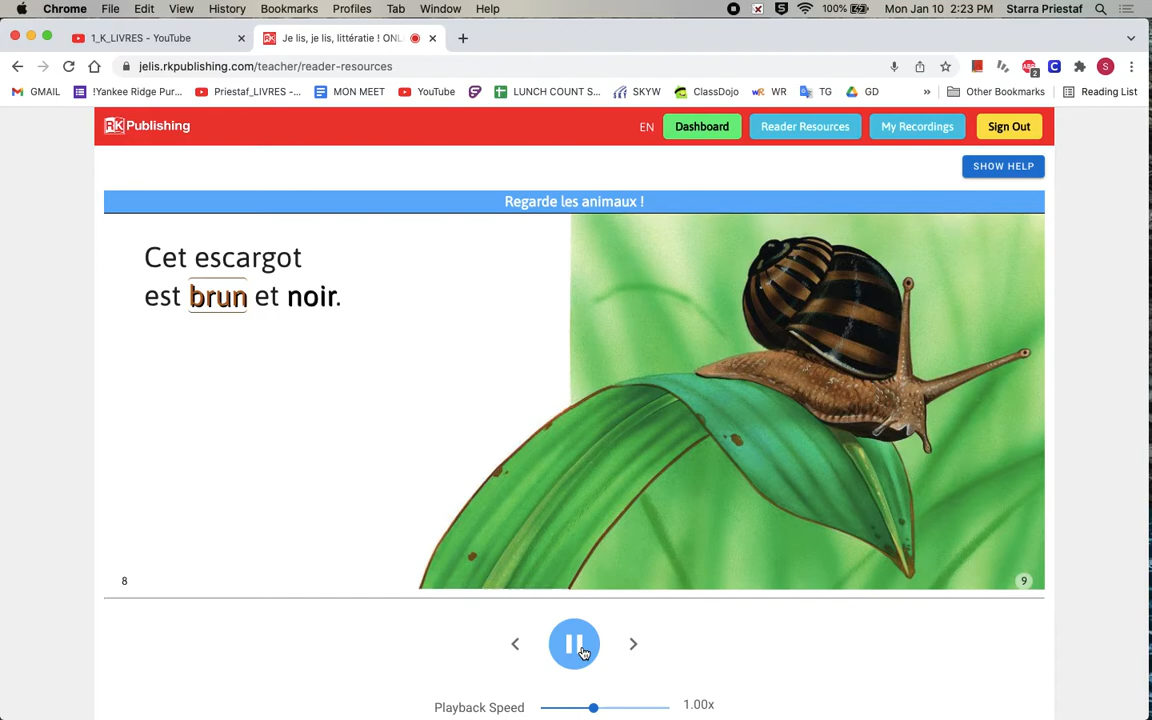 Chrome File Edit View History Bookmarks Profiles Tab Window Help 100% Mon Jan 10 2:23 PM Starra Priestaf
1_K_LIVRES - YouTube Je lis, je lis, littératie ! ONL
jelis.rkpublishing.com/teacher/reader-resources ABP 2 C S
GMAIL !Yankee Ridge Pur... Priestaf_LIVRES -... MON MEET YouTube LUNCH COUNT S... SKYW ClassDojo WR TG GD » Other Bookmarks Reading List
RK Publishing EN Dashboard Reader Resources My Recordings Sign Out
SHOW HELP
Regarde les animaux !
Cet escargot
est brun et noir.
8 9
Playback Speed 1.00x